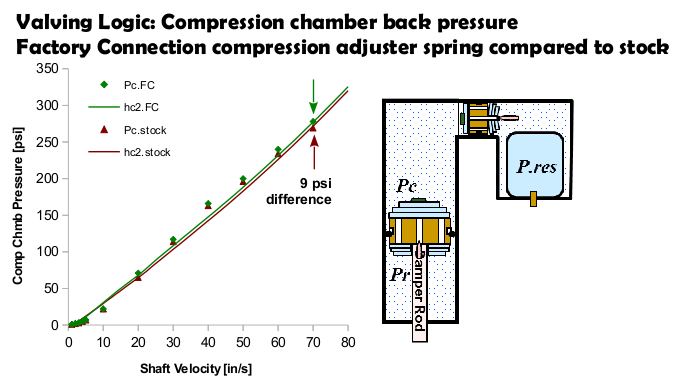 Valving Logic: Compression chamber back pressure
Factory Connection compression adjuster spring compared to stock
350
300
250
200
150
100
50
0
Comp Chmb Pressure [psi]
Pc.FC
hc2.FC
Pc.stock
hc2.stock
9 psi
difference
0 10 20 30 40 50 60 70 80
Shaft Velocity [in/s]
P.res
Pc
Pr
Damper Rod